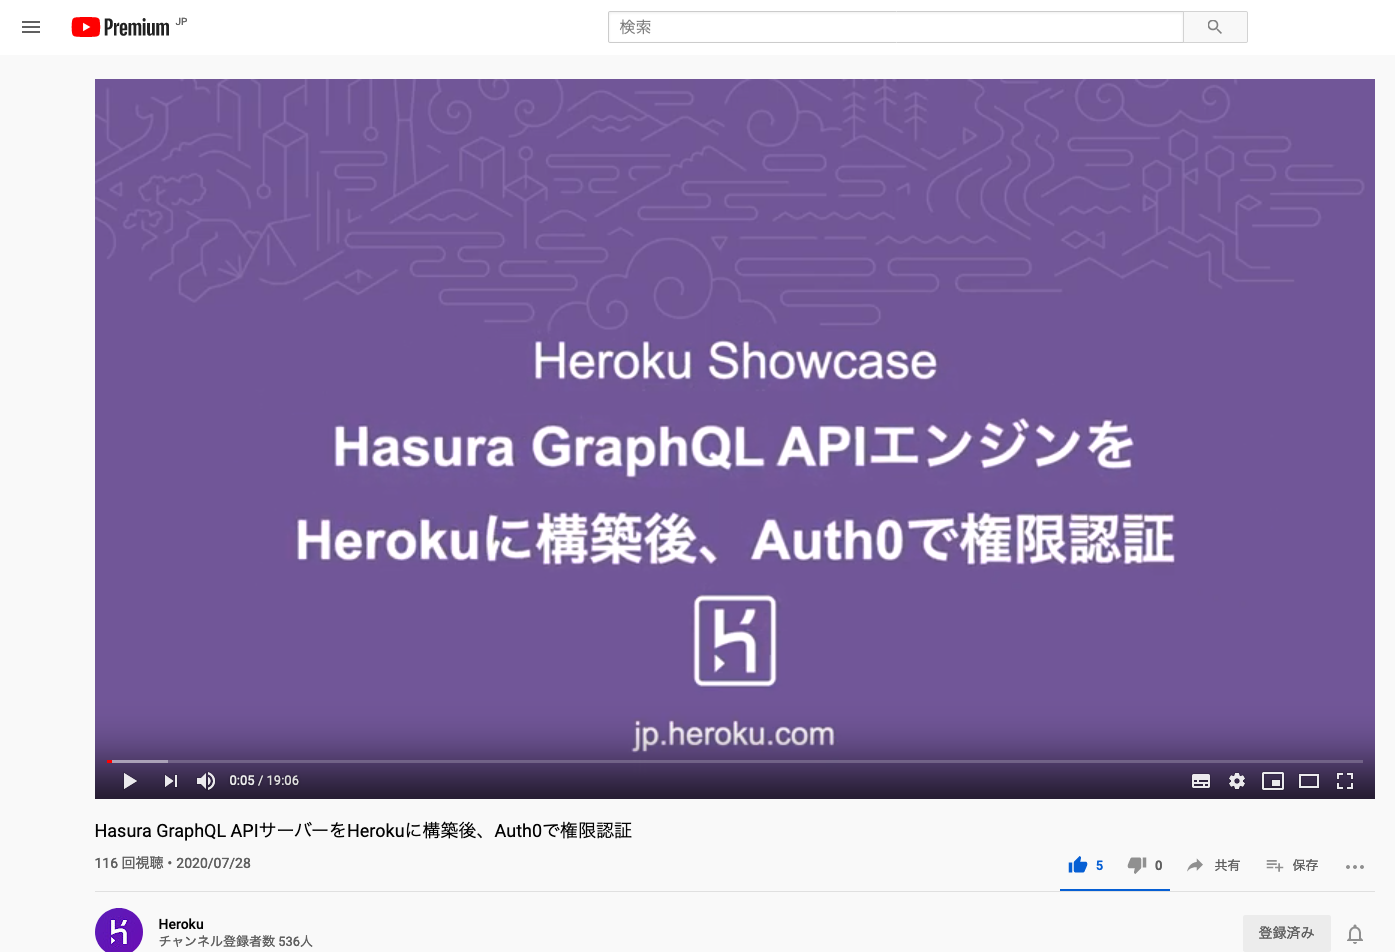 Premium JP
検索
Heroku Showcase
Hasura GraphQL APIエンジンを
Herokuに構築後、Auth0で権限認証
jp.heroku.com
0:05 / 19:06
Hasura GraphQL APIサーバーをHerokuに構築後、Auth0で権限認証
116 回視聴・2020/07/28
5 0 共有 保存
Heroku
チャンネル登録者数 536人
登録済み